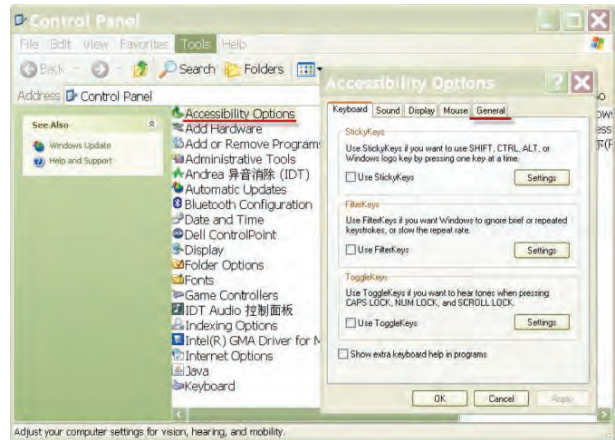 Control Panel
File Edit View Favorites Tools Help
Back Search Folders
Address Control Panel
See Also
Windows Update
Help and Support
Accessibility Options
Add Hardware
Add or Remove Programs
Administrative Tools
Andrea 异音消除 (IDT)
Automatic Updates
Bluetooth Configuration
Date and Time
Dell ControlPoint
Display
Folder Options
Fonts
Game Controllers
IDT Audio 控制面板
Indexing Options
Intel(R) GMA Driver for M
Internet Options
Java
Keyboard
Adjust your computer settings for vision, hearing, and mobility.
Accessibility Options
Keyboard Sound Display Mouse General
StickyKeys
Use StickyKeys if you want to use SHIFT, CTRL, ALT, or
Windows logo key by pressing one key at a time.
Use StickyKeys Settings
FilterKeys
Use FilterKeys if you want Windows to ignore brief or repeated
keystrokes, or slow the repeat rate.
Use FilterKeys Settings
ToggleKeys
Use ToggleKeys if you want to hear tones when pressing
CAPS LOCK, NUM LOCK, and SCROLL LOCK.
Use ToggleKeys Settings
Show extra keyboard help in programs
OK Cancel Apply